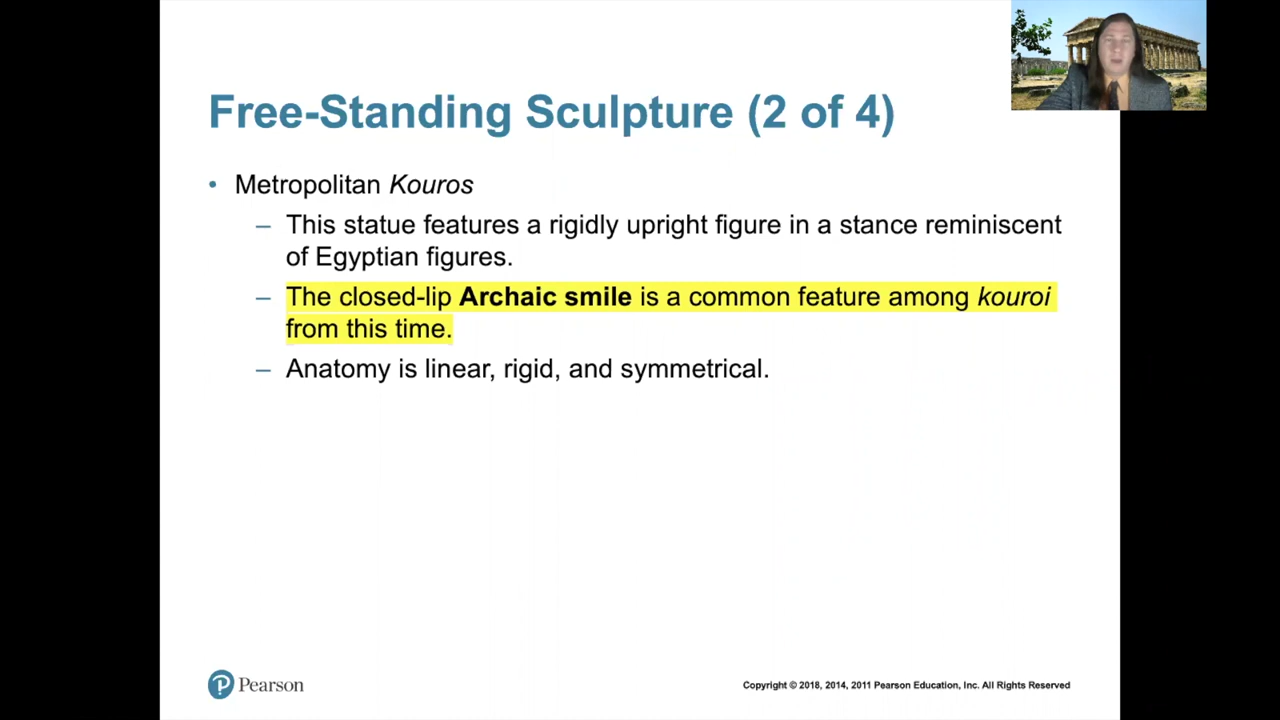 Free-Standing Sculpture (2 of 4)
• Metropolitan Kouros
– This statue features a rigidly upright figure in a stance reminiscent
of Egyptian figures.
– The closed-lip Archaic smile is a common feature among kouroi
from this time.
– Anatomy is linear, rigid, and symmetrical.
Pearson
Copyright © 2018, 2014, 2011 Pearson Education, Inc. All Rights Reserved